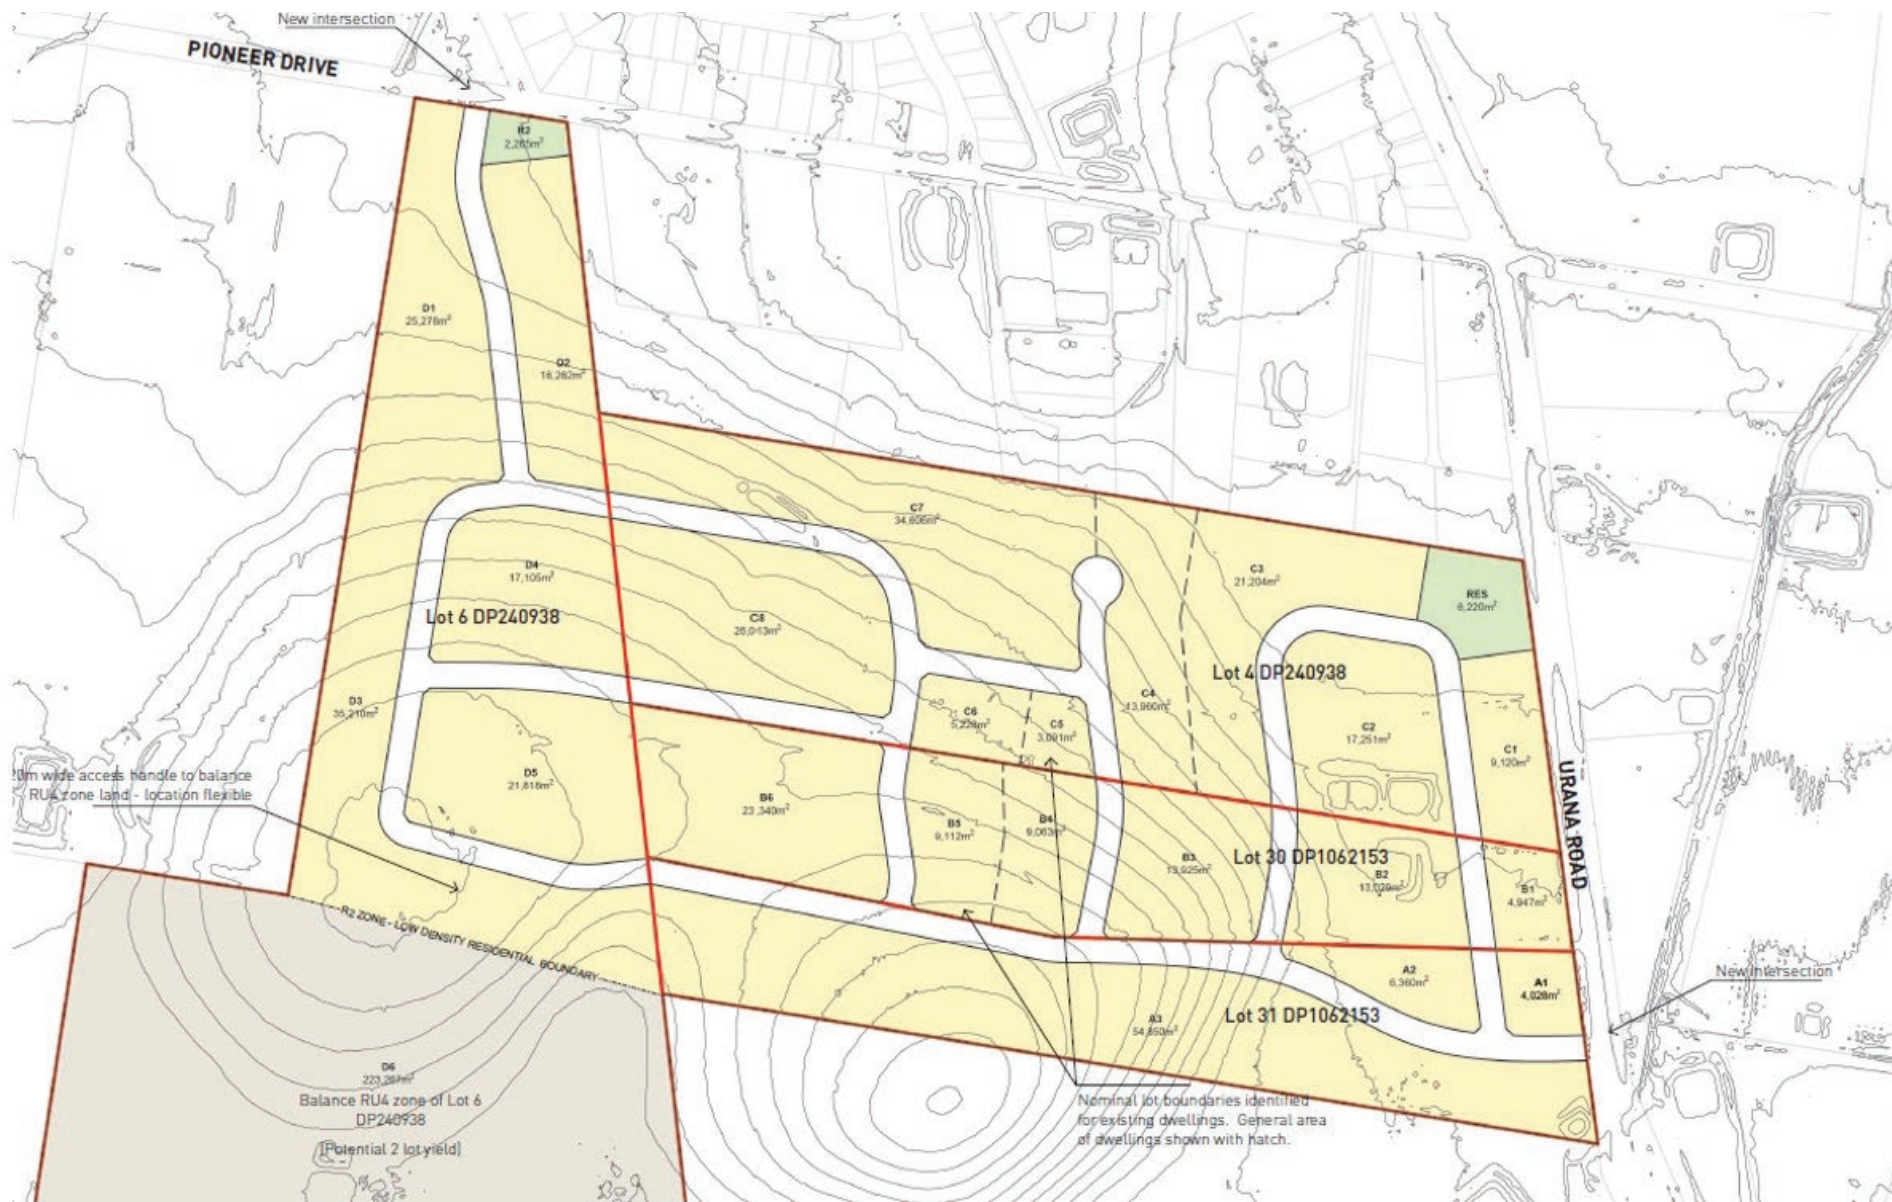 New intersection
PIONEER DRIVE
R2
2,265m²
D1
25,278m²
D2
16,262m²
C7
34,606m²
C3
21,204m²
RES
6,220m²
D4
17,105m²
Lot 6 DP240938
C8
Lot 4 DP240938
D3
35,210m²
C4
13,960m²
C6
5,226m²
C5
3,091m²
C2
17,251m²
C1
9,120m²
20m wide access handle to balance
RU4 zone land - location flexible
D5
21,818m²
B6
23,340m²
B5
9,112m²
B4
9,063m²
URANA ROAD
B3
13,925m²
Lot 30 DP1062153
B2
13,029m²
B1
4,947m²
R2 ZONE - LOW DENSITY RESIDENTIAL BOUNDARY
A2
6,360m²
A1
4,028m²
New intersection
A3
54,850m²
Lot 31 DP1062153
D6
223,267m²
Balance RU4 zone of Lot 6
DP240938
[Potential 2 lot yield]
Nominal lot boundaries identified
for existing dwellings. General area
of dwellings shown with hatch.